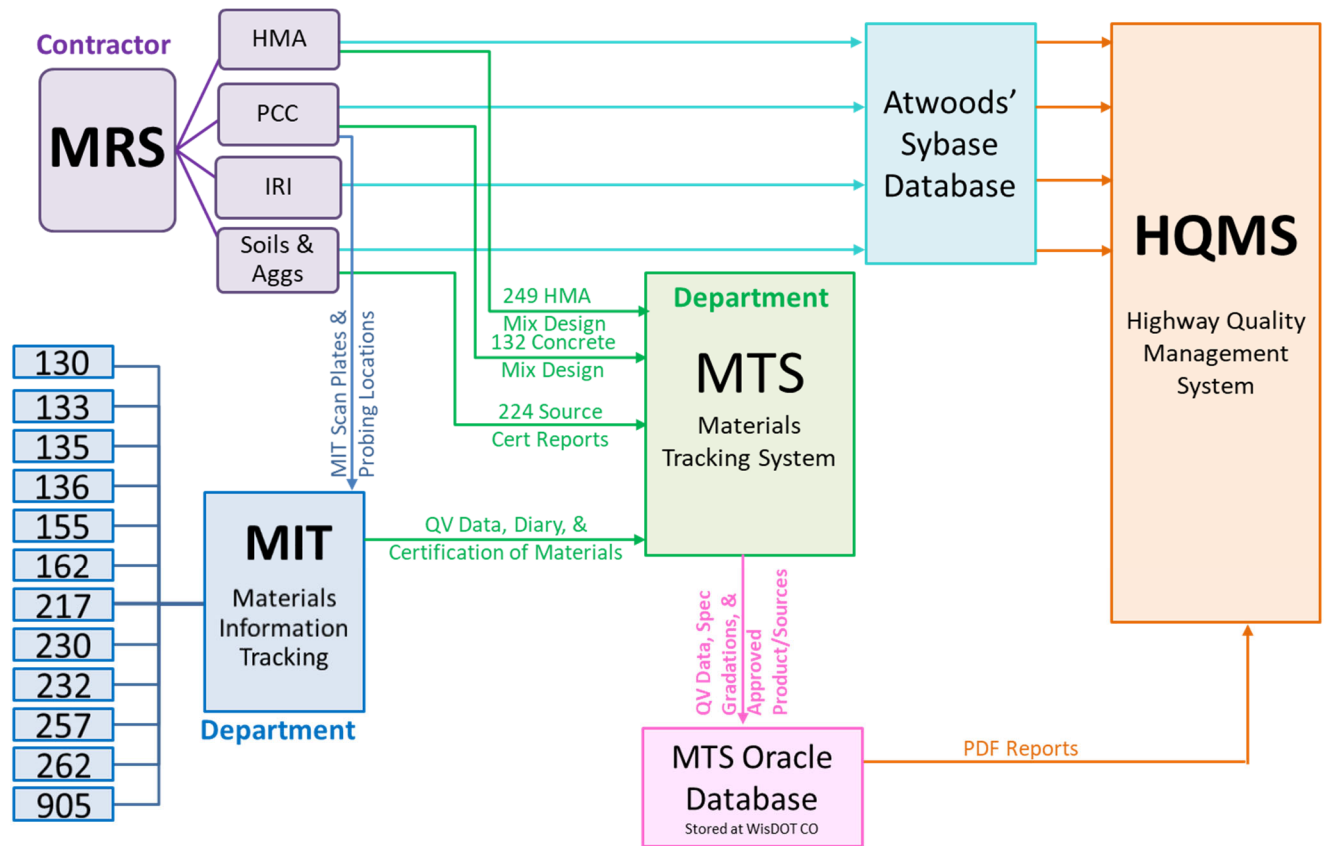 Contractor
MRS
HMA
PCC
IRI
Soils &
Aggs
Atwoods’
Sybase
Database
HQMS
Highway Quality
Management
System
249 HMA
Mix Design
132 Concrete
Mix Design
224 Source
Cert Reports
Department
MTS
Materials
Tracking System
MIT Scan Plates &
Probing Locations
130
133
135
136
155
162
217
230
232
257
262
905
MIT
Materials
Information
Tracking
Department
QV Data, Diary, &
Certification of Materials
QV Data, Spec
Gradations, &
Approved
Product/Sources
MTS Oracle
Database
Stored at WisDOT CO
PDF Reports